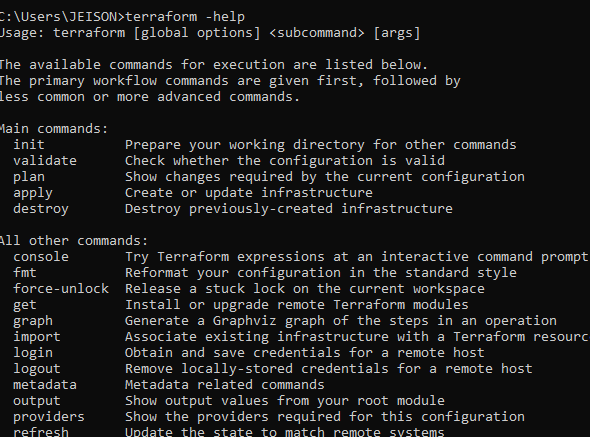 C:\Users\JEISON>terraform -help
Usage: terraform [global options] <subcommand> [args]
The available commands for execution are listed below.
The primary workflow commands are given first, followed by
less common or more advanced commands.
Main commands:
init Prepare your working directory for other commands
validate Check whether the configuration is valid
plan Show changes required by the current configuration
apply Create or update infrastructure
destroy Destroy previously-created infrastructure
All other commands:
console Try Terraform expressions at an interactive command prompt
fmt Reformat your configuration in the standard style
force-unlock Release a stuck lock on the current workspace
get Install or upgrade remote Terraform modules
graph Generate a Graphviz graph of the steps in an operation
import Associate existing infrastructure with a Terraform resourc
login Obtain and save credentials for a remote host
logout Remove locally-stored credentials for a remote host
metadata Metadata related commands
output Show output values from your root module
providers Show the providers required for this configuration
refresh Update the state to match remote systems